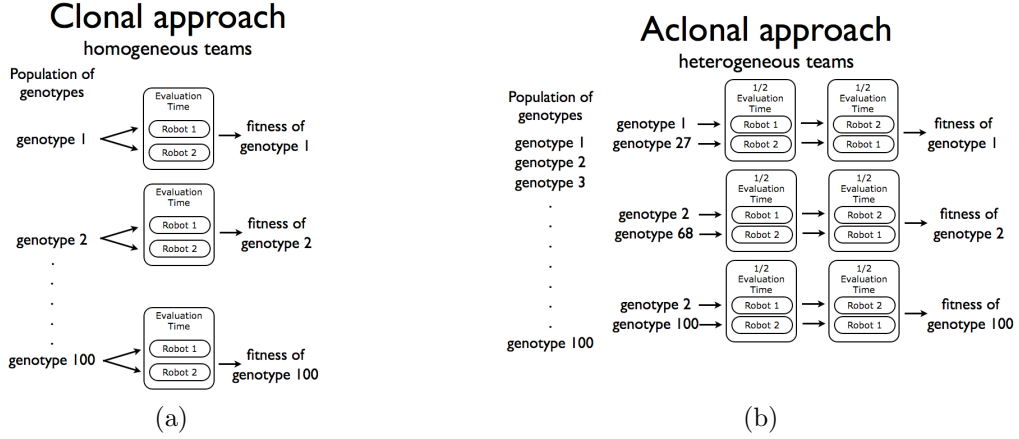 Clonal approach
homogeneous teams
Population of
genotypes
genotype 1
Evaluation
Time
Robot 1
Robot 2
fitness of
genotype 1
genotype 2
Evaluation
Time
Robot 1
Robot 2
fitness of
genotype 2
.
.
.
.
.
genotype 100
Evaluation
Time
Robot 1
Robot 2
fitness of
genotype 100
(a)
Aclonal approach
heterogeneous teams
Population of
genotypes
genotype 1
genotype 2
genotype 3
.
.
.
.
.
.
.
genotype 100
genotype 1
genotype 27
1/2
Evaluation
Time
Robot 1
Robot 2
1/2
Evaluation
Time
Robot 2
Robot 1
fitness of
genotype 1
genotype 2
genotype 68
1/2
Evaluation
Time
Robot 1
Robot 2
1/2
Evaluation
Time
Robot 2
Robot 1
fitness of
genotype 2
genotype 2
genotype 100
1/2
Evaluation
Time
Robot 1
Robot 2
1/2
Evaluation
Time
Robot 2
Robot 1
fitness of
genotype 100
(b)